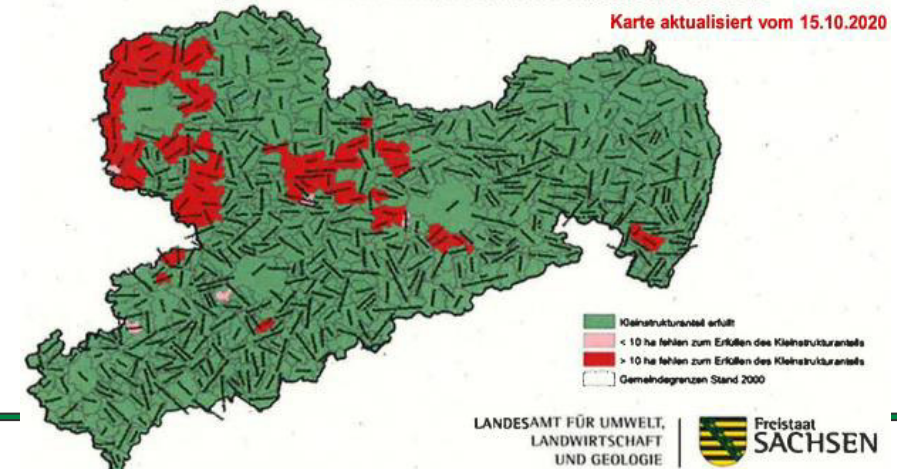 Karte aktualisiert vom 15.10.2020
Kleinstrukturanteil erfüllt
< 10 ha fehlen zum Erfüllen des Kleinstrukturanteils
> 10 ha fehlen zum Erfüllen des Kleinstrukturanteils
Gemeindegrenzen Stand 2000
LANDESAMT FÜR UMWELT,
LANDWIRTSCHAFT
UND GEOLOGIE
Freistaat
SACHSEN